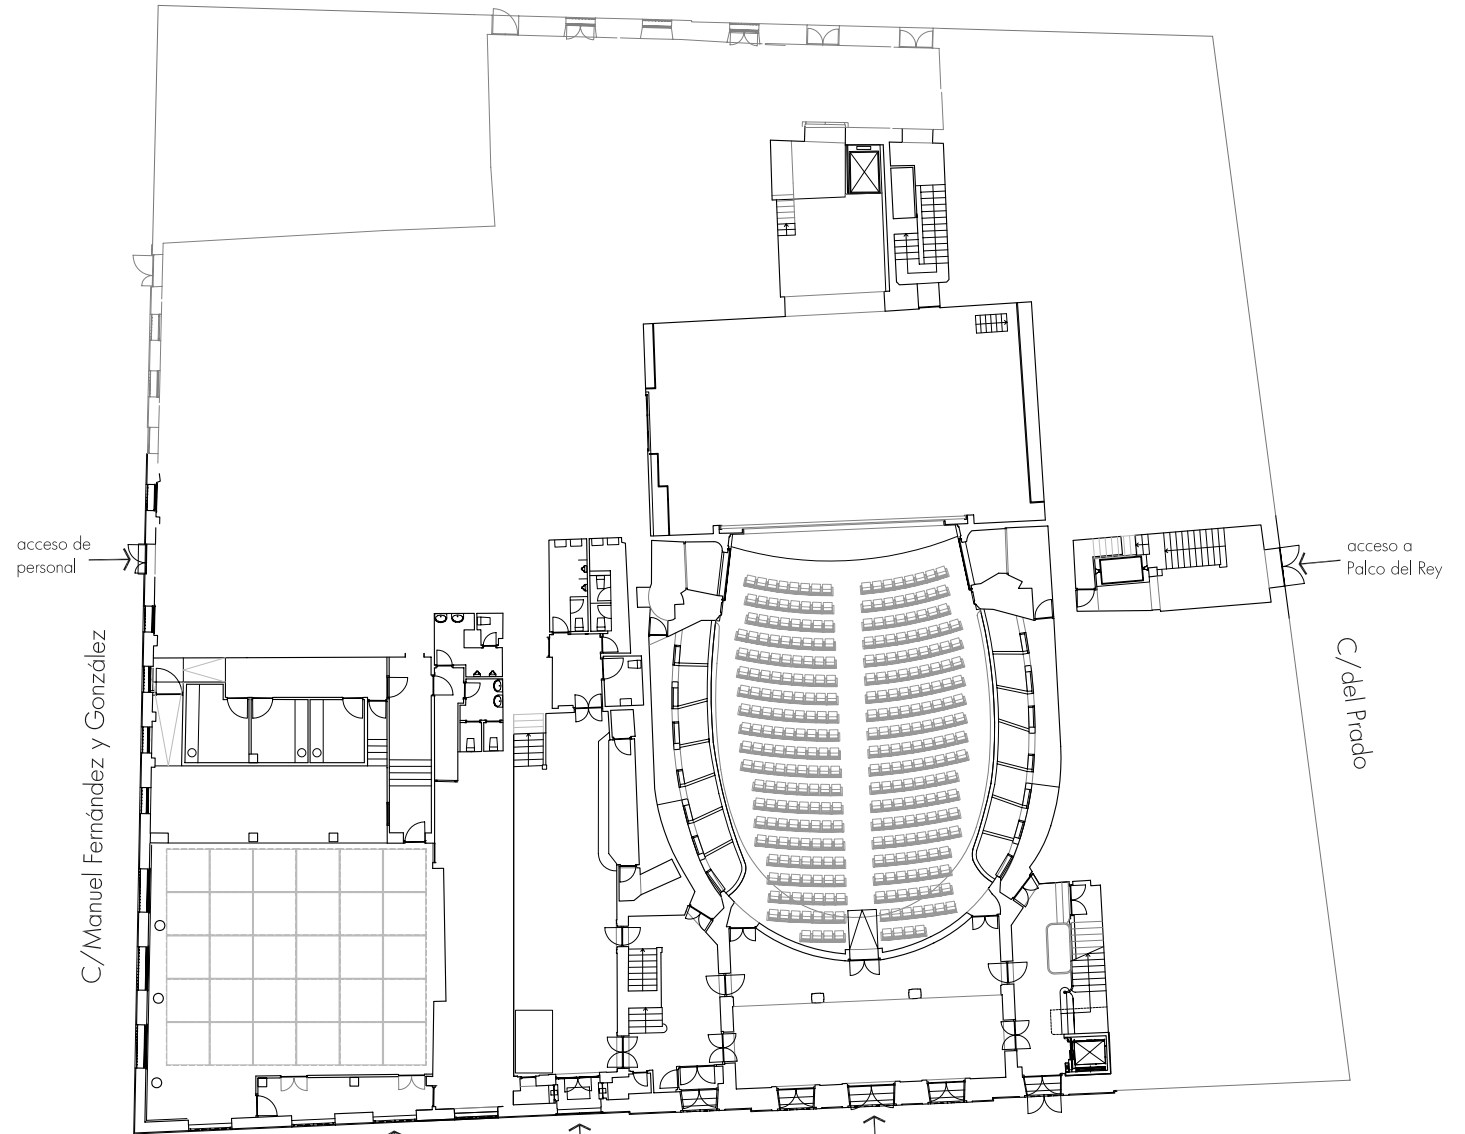 acceso de
personal
C/Manuel Fernández y González
acceso a
Palco del Rey
C/del Prado